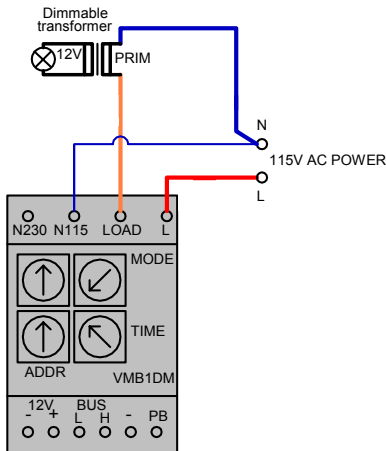 Dimmable
transformer
12V
PRIM
N
115V AC POWER
L
N230 N115 LOAD L
MODE
TIME
ADDR
VMB1DM
12V BUS
- + L H - PB